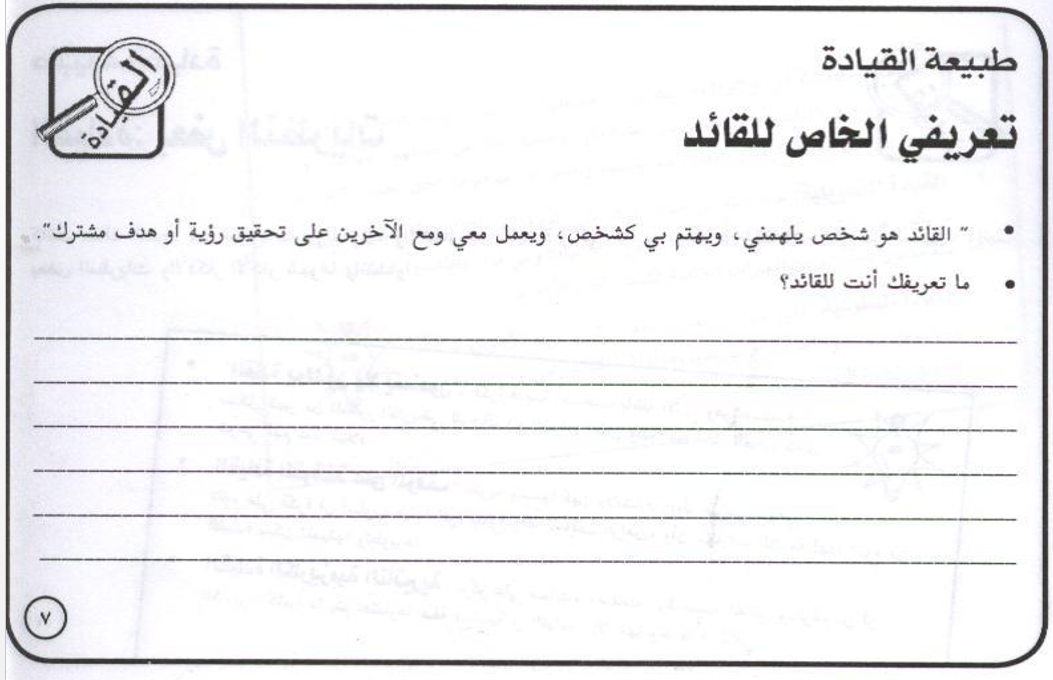 القيادة
طبيعة القيادة
تعريفي الخاص للقائد
• " القائد هو شخص يلهمني، ويهتم بي كشخص، ويعمل معي ومع الآخرين على تحقيق رؤية أو هدف مشترك".
• ما تعريفك أنت للقائد؟
٧